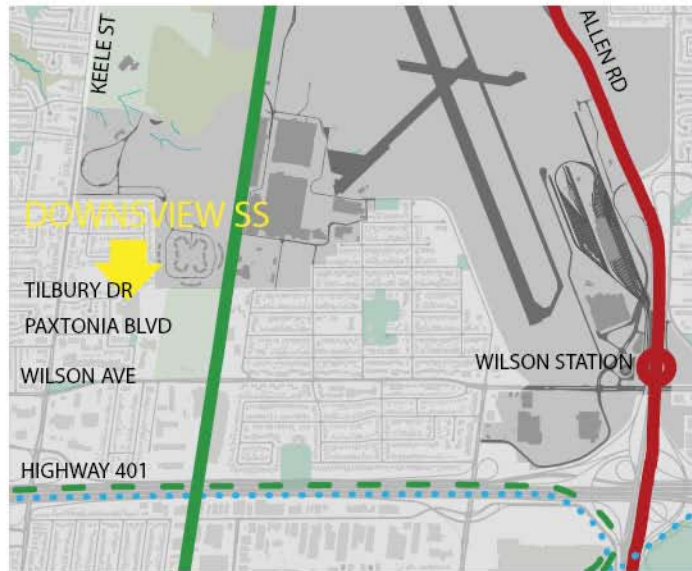 KEELE ST
ALLEN RD
DOWNSVIEW SS
TILBURY DR
PAXTONIA BLVD
WILSON STATION
WILSON AVE
HIGHWAY 401